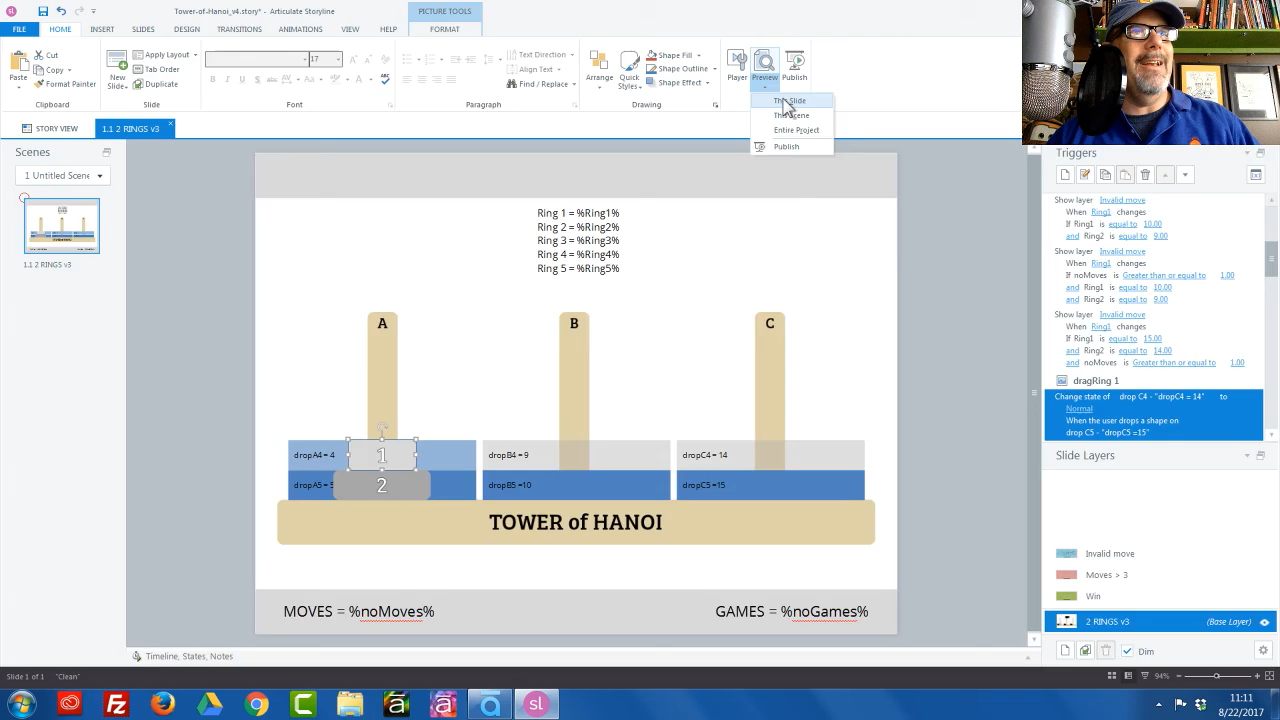 Tower-of-Hanoi_v4.story* - Articulate Storyline
PICTURE TOOLS
FILE
HOME
INSERT
SLIDES
DESIGN
TRANSITIONS
ANIMATIONS
VIEW
HELP
FORMAT
Paste
Cut
Copy
Format Painter
Clipboard
New
Slide
Apply Layout
Tab Order
Duplicate
Slide
17
Font
Text Direction
Align Text
Find / Replace
Paragraph
Arrange
Quick
Styles
Shape Fill
Shape Outline
Shape Effect
Drawing
Player
Preview
Publish
Entire Project
Publish
STORY VIEW
1.1 2 RINGS v3
Scenes
1 Untitled Scene
1.1 2 RINGS v3
Ring 1 = %Ring1%
Ring 2 = %Ring2%
Ring 3 = %Ring3%
Ring 4 = %Ring4%
Ring 5 = %Ring5%
A
B
C
dropA4 = 4
1
dropB4 = 9
dropC4 = 14
dropA5 =
2
dropB5 =10
dropC5 =15
TOWER of HANOI
MOVES = %noMoves%
GAMES = %noGames%
Triggers
Show layer Invalid move
When Ring1 changes
If Ring1 is equal to 10.00
and Ring2 is equal to 9.00
Show layer Invalid move
When Ring1 changes
If noMoves is Greater than or equal to 1.00
and Ring1 is equal to 10.00
and Ring2 is equal to 9.00
Show layer Invalid move
When Ring1 changes
If Ring1 is equal to 15.00
and Ring2 is equal to 14.00
and noMoves is Greater than or equal to 1.00
dragRing 1
Change state of drop C4 - "dropC4 = 14" to
Normal
When the user drops a shape on
drop C5 - "dropC5 =15"
Slide Layers
Invalid move
Moves > 3
Win
2 RINGS v3 (Base Layer)
Dim
Timeline, States, Notes
Slide 1 of 1 "Clean"
94%
11:11
8/22/2017